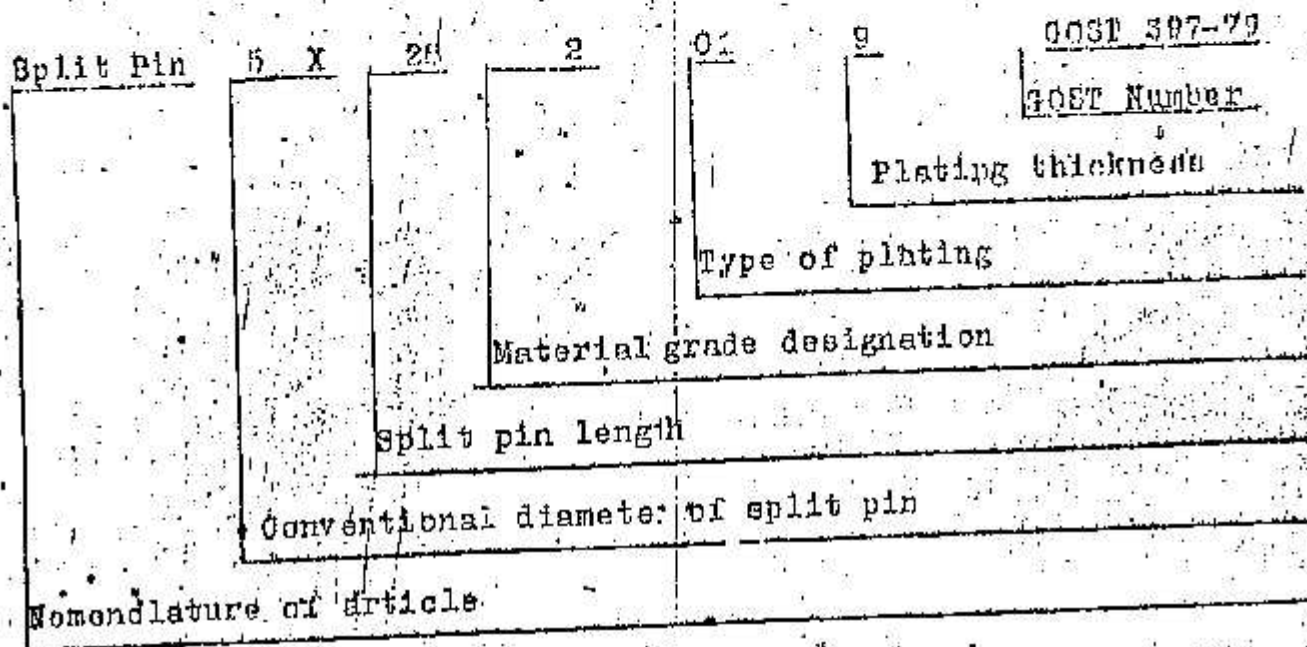 Split Pin 5 X 28 2 01 9 GOST 397-79
GOST Number
Plating thickness
Type of plating
Material grade designation
Split pin length
Conventional diameter of split pin
Nomendlature of article